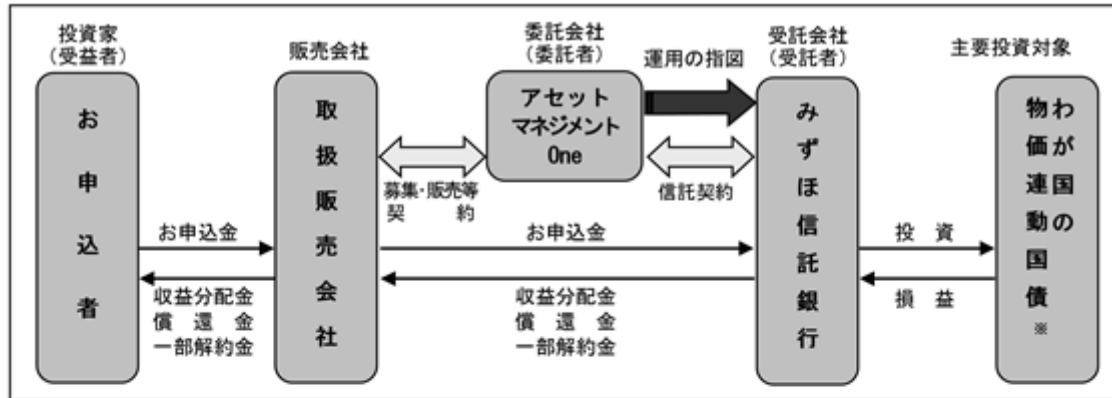 投資家
（受益者）
お申込者
販売会社
取扱販売会社
委託会社
（委託者）
アセット
マネジメント
One
運用の指図
受託会社
（受託者）
みずほ信託銀行
主要投資対象
わが国の
物価連動国債
※
募集・販売等
契　　約
信託契約
お申込金
収益分配金
償　還　金
一部解約金
お申込金
収益分配金
償　還　金
一部解約金
投　資
損　益